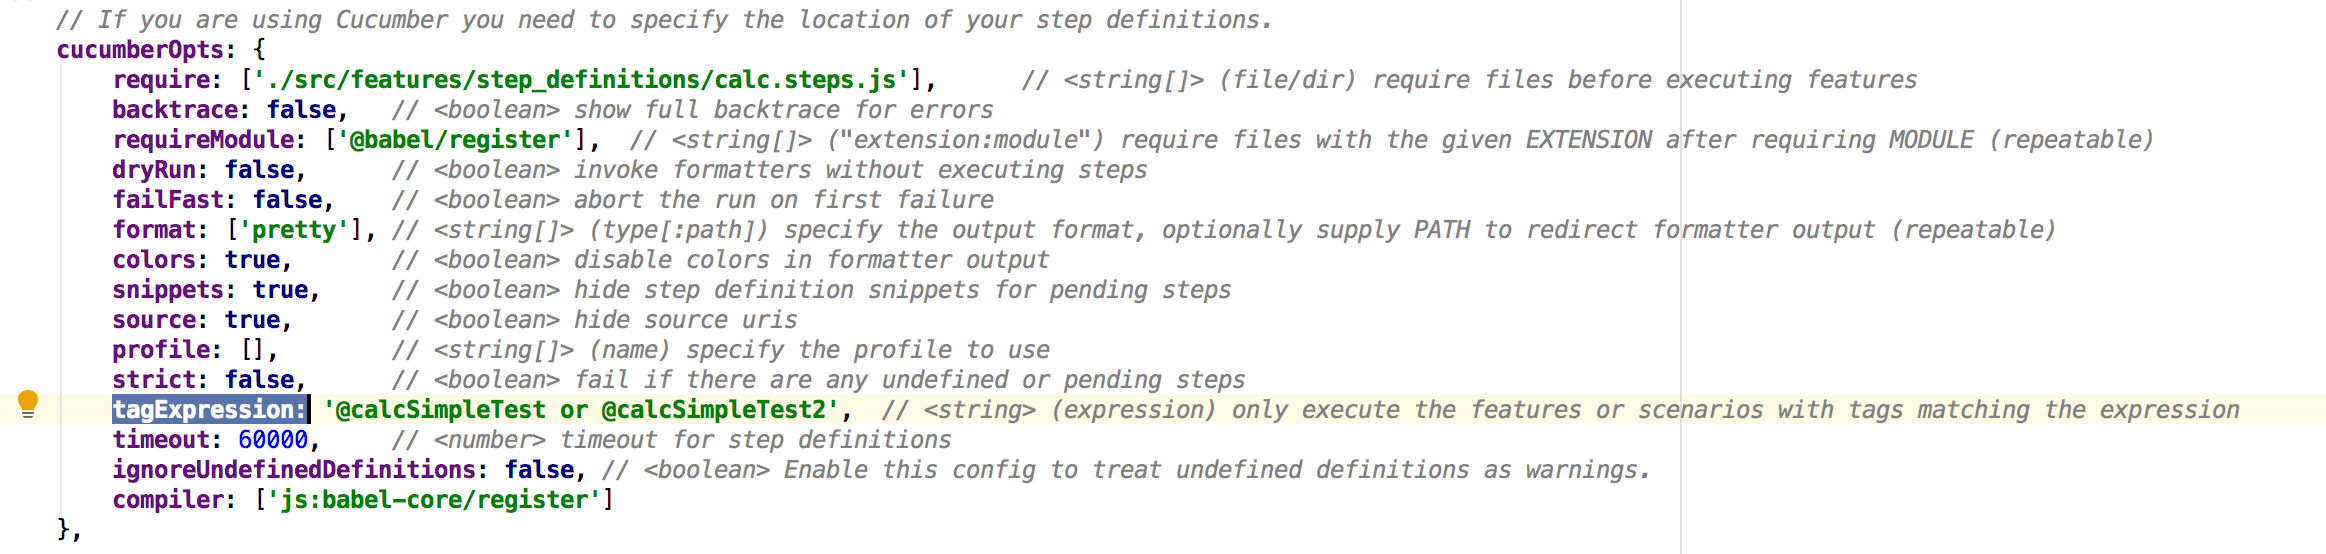 // If you are using Cucumber you need to specify the location of your step definitions.
cucumberOpts: {
    require: ['./src/features/step_definitions/calc.steps.js'],      // <string[]> (file/dir) require files before executing features
    backtrace: false,   // <boolean> show full backtrace for errors
    requireModule: ['@babel/register'],  // <string[]> ("extension:module") require files with the given EXTENSION after requiring MODULE (repeatable)
    dryRun: false,      // <boolean> invoke formatters without executing steps
    failFast: false,    // <boolean> abort the run on first failure
    format: ['pretty'], // <string[]> (type[:path]) specify the output format, optionally supply PATH to redirect formatter output (repeatable)
    colors: true,       // <boolean> disable colors in formatter output
    snippets: true,     // <boolean> hide step definition snippets for pending steps
    source: true,       // <boolean> hide source uris
    profile: [],        // <string[]> (name) specify the profile to use
    strict: false,      // <boolean> fail if there are any undefined or pending steps
    tagExpression: '@calcSimpleTest or @calcSimpleTest2',  // <string> (expression) only execute the features or scenarios with tags matching the expression
    timeout: 60000,     // <number> timeout for step definitions
    ignoreUndefinedDefinitions: false, // <boolean> Enable this config to treat undefined definitions as warnings.
    compiler: ['js:babel-core/register']
},